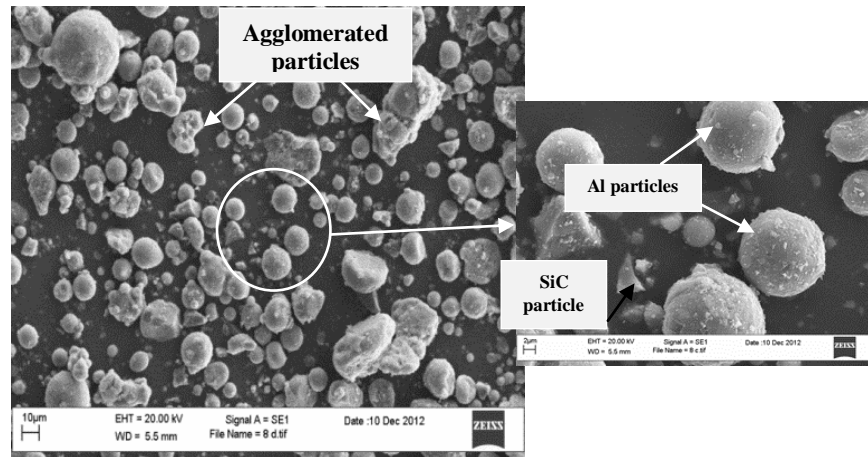 Agglomerated
particles
Al particles
SiC
particle
2µm
EHT = 20.00 kV
Signal A = SE1
Date :10 Dec 2012
WD = 5.5 mm
File Name = 8 c.tif
ZEISS
10µm
EHT = 20.00 kV
Signal A = SE1
Date :10 Dec 2012
WD = 5.5 mm
File Name = 8 d.tif
ZEISS